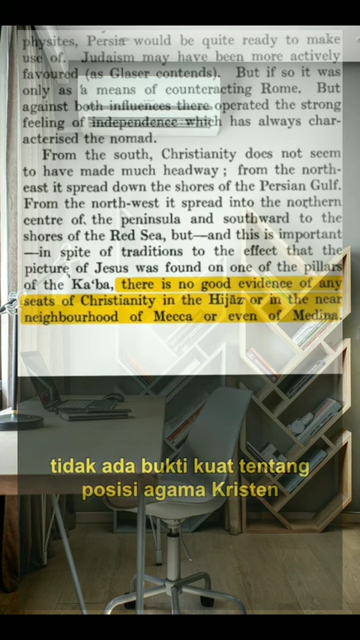 physites, Persia would be quite ready to make
use of. Judaism may have been more actively
favoured (as Glaser contends). But if so it was
only as a means of counteracting Rome. But
against both influences there operated the strong
feeling of independence which has always char-
acterised the nomad.
From the south, Christianity does not seem
to have made much headway ; from the north-
east it spread down the shores of the Persian Gulf.
From the north-west it spread into the northern
centre of the peninsula and southward to the
shores of the Red Sea, but—and this is important
—in spite of traditions to the effect that the
picture of Jesus was found on one of the pillars
of the Ka‘ba, there is no good evidence of any
seats of Christianity in the Hijāz or in the near
neighbourhood of Mecca or even of Medina.
tidak ada bukti kuat tentang
posisi agama Kristen